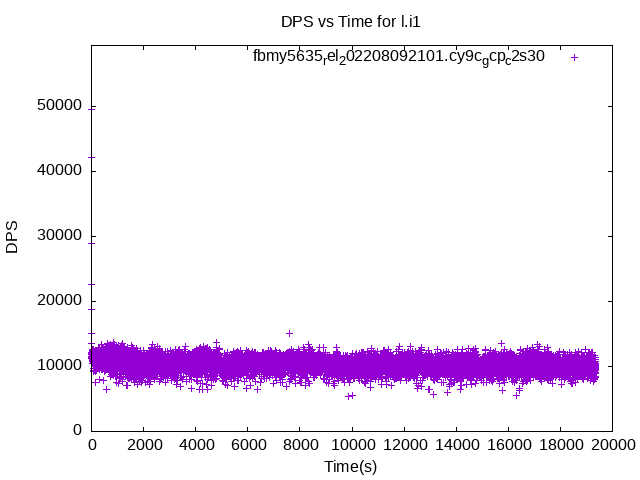 DPS vs Time for l.i1
fbmy5635rel202208092101.cy9cgcpc2s30
50000
40000
30000
20000
10000
0
DPS
0 2000 4000 6000 8000 10000 12000 14000 16000 18000 20000
Time(s)